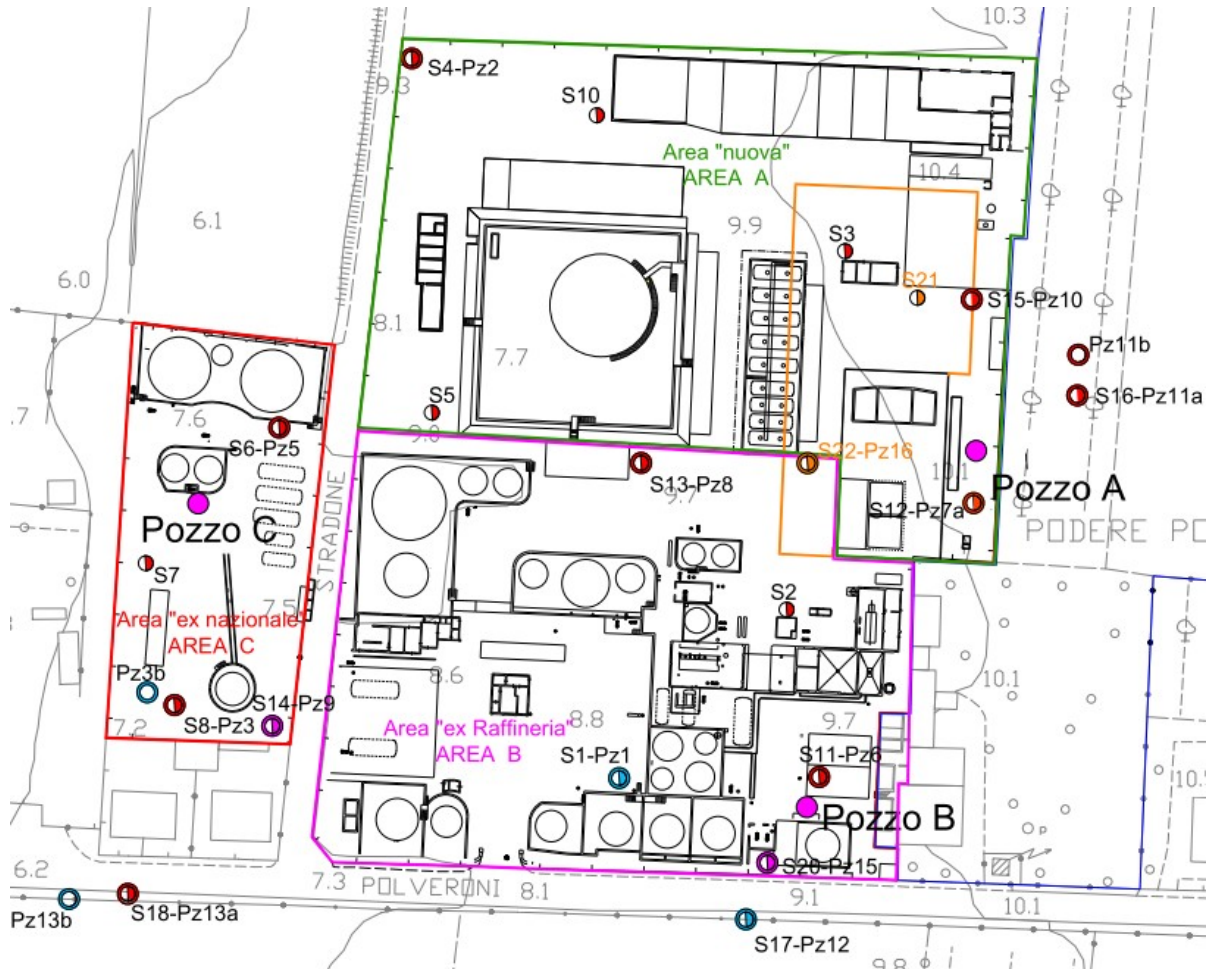 10.3
S4-Pz2
9.3
S10
Area "nuova"
AREA A
10.4
6.1
9.9
S3
6.0
S21
S15-Pz10
8.1
7.7
Pz11b
S16-Pz11a
7.6
S5
9.0
S6-Pz5
S22-Pz16
S13-Pz8
9.7
10.1
Pozzo A
S12-Pz7a
Pozzo C
STRADONE
PODERE PO
S7
7.5
S2
Area "ex nazionale"
AREA C
8.6
10.1
Pz3b
S14-Pz9
S8-Pz3
7.2
8.8
9.7
Area "ex Raffineria"
AREA B
S1-Pz1
S11-Pz6
Pozzo B
P
S20-Pz15
6.2
7.3
POLVERONI
8.1
9.1
10.1
Pz13b
S18-Pz13a
S17-Pz12
9.8